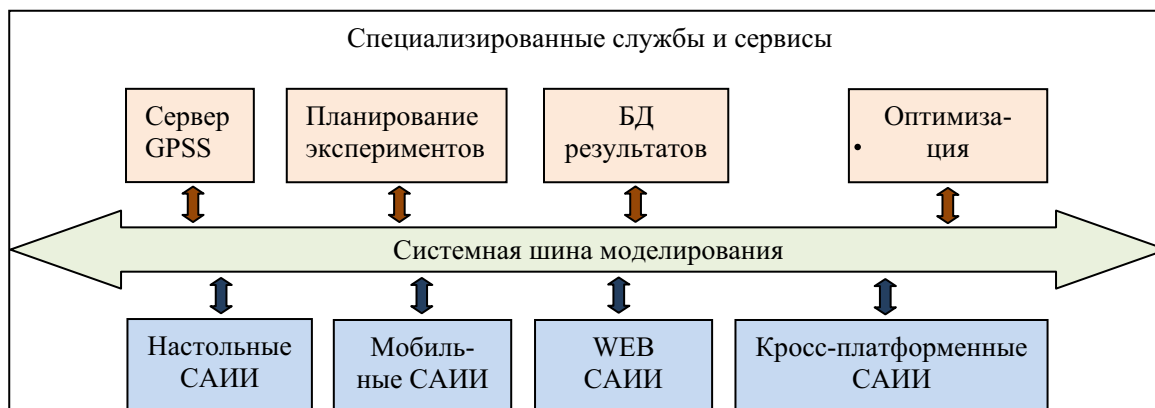 Специализированные службы и сервисы
Сервер
GPSS
Планирование
экспериментов
БД
результатов
Оптимиза-
• ция
Системная шина моделирования
Настольные
САИИ
Мобиль-
ные САИИ
WEB
САИИ
Кросс-платформенные
САИИ